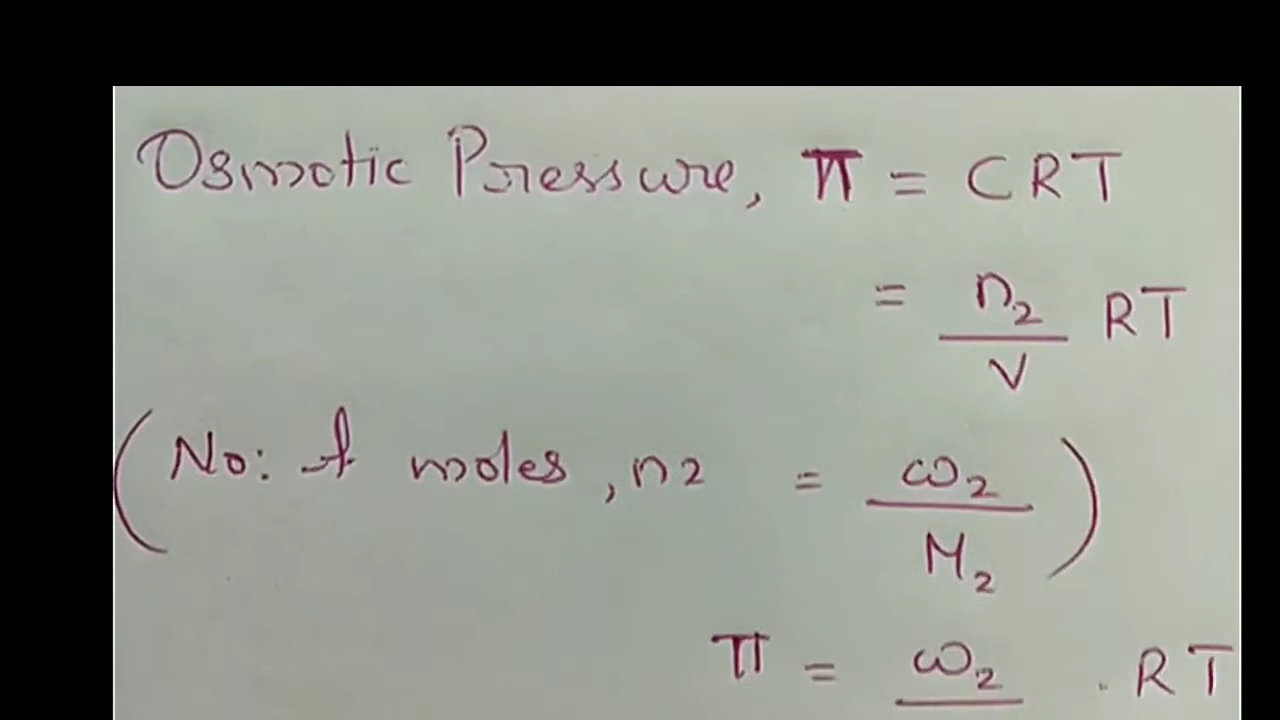 Osmotic Pressure, π = CRT
= n₂/V RT
(No: of moles, n₂ = ω₂/M₂)
π = ω₂ . RT